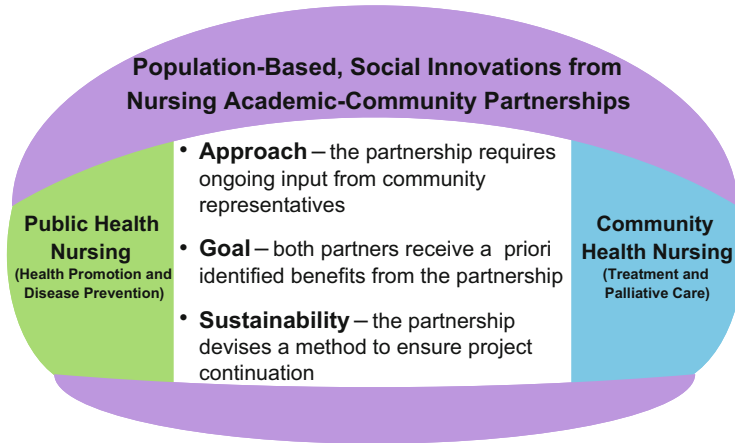 Population-Based, Social Innovations from
Nursing Academic-Community Partnerships
• Approach – the partnership requires
ongoing input from community
representatives
• Goal – both partners receive a priori
identified benefits from the partnership
• Sustainability – the partnership
devises a method to ensure project
continuation
Public Health
Nursing
(Health Promotion and
Disease Prevention)
Community
Health Nursing
(Treatment and
Palliative Care)